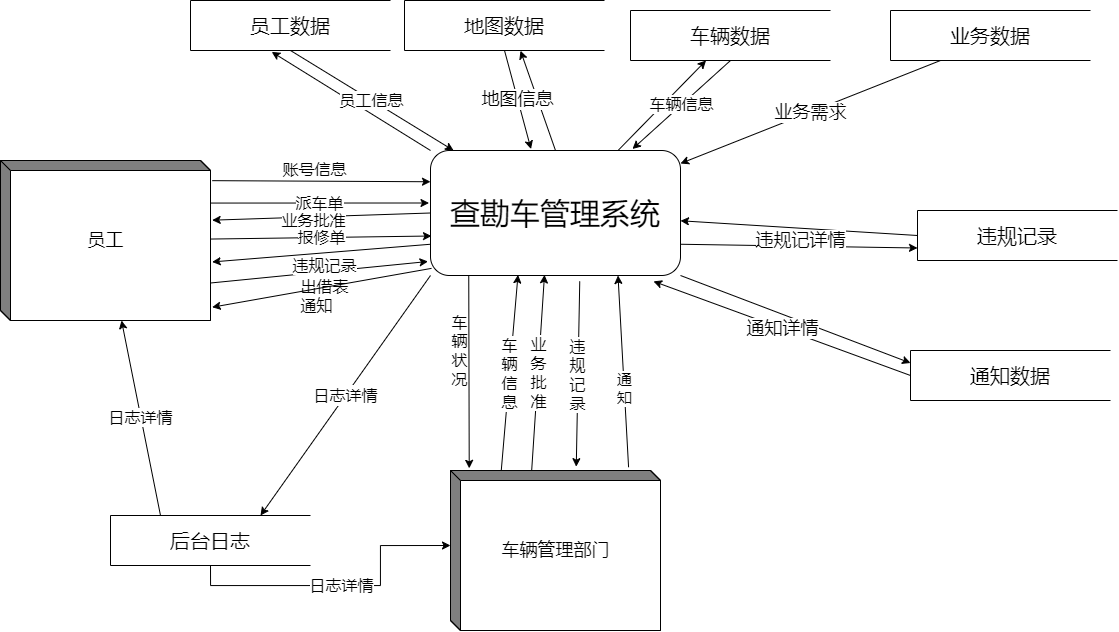 员工数据
地图数据
车辆数据
业务数据
员工信息
地图信息
车辆信息
业务需求
账号信息
派车单
业务批准
报修单
违规记录
出借表
通知
员工
查勘车管理系统
违规记详情
违规记录
通知详情
通知数据
车辆状况
车辆信息
业务批准
违规记录
通知
日志详情
日志详情
后台日志
车辆管理部门
日志详情